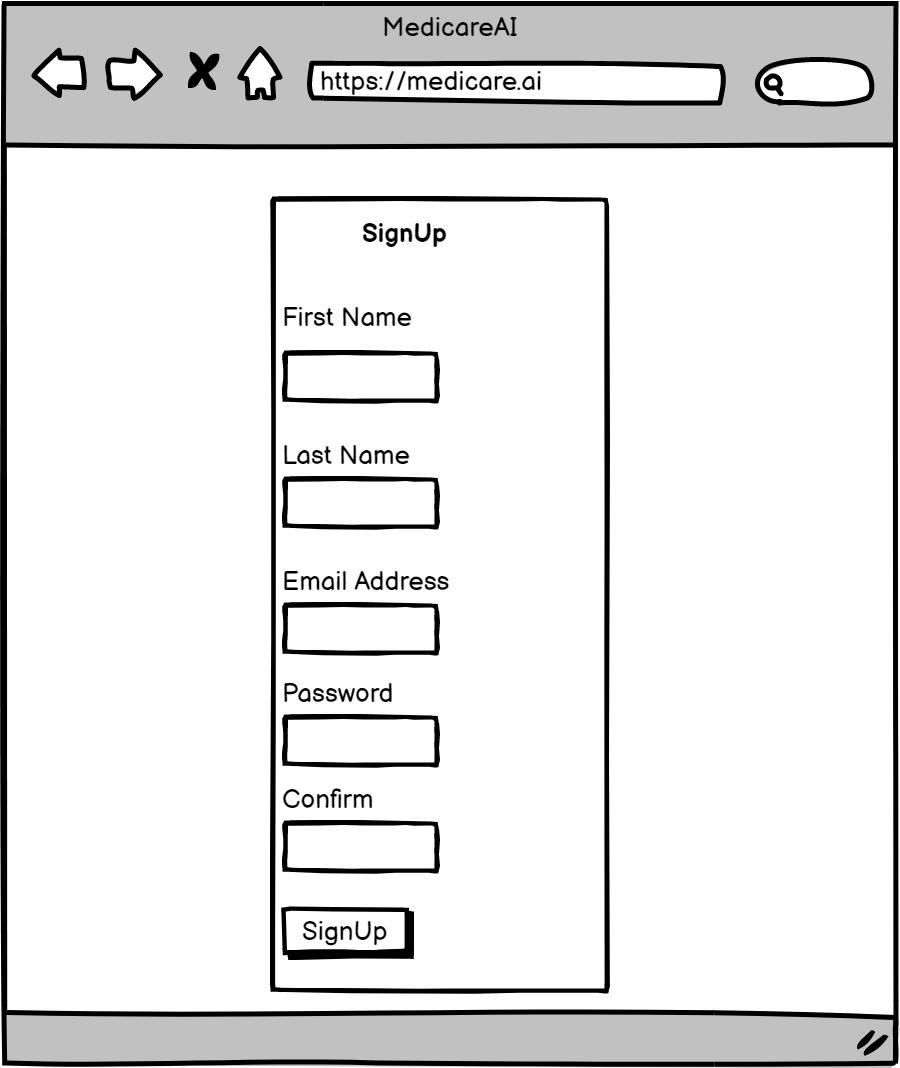 MedicareAI
https://medicare.ai
SignUp
First Name
Last Name
Email Address
Password
Confirm
SignUp